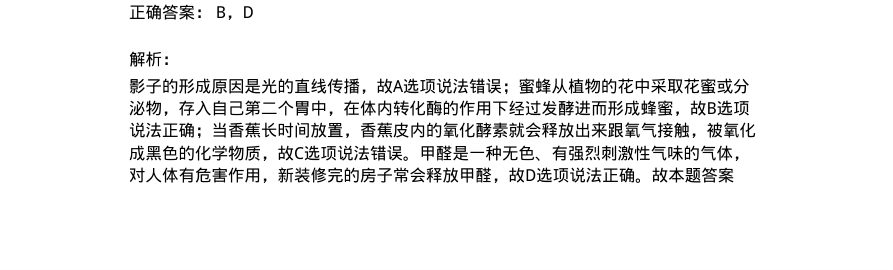 正确答案： B，D
解析：
影子的形成原因是光的直线传播，故A选项说法错误；蜜蜂从植物的花中采取花蜜或分
泌物，存入自己第二个胃中，在体内转化酶的作用下经过发酵进而形成蜂蜜，故B选项
说法正确；当香蕉长时间放置，香蕉皮内的氧化酵素就会释放出来跟氧气接触，被氧化
成黑色的化学物质，故C选项说法错误。甲醛是一种无色、有强烈刺激性气味的气体，
对人体有危害作用，新装修完的房子常会释放甲醛，故D选项说法正确。故本题答案